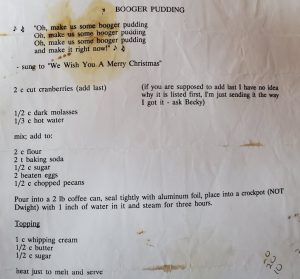 BOOGER PUDDING
♪ ♪ "Oh, make us some booger pudding
Oh, make us some booger pudding
Oh, make us some booger pudding
and make it right now!" ♪ ♪
- sung to "We Wish You A Merry Christmas"
2 c cut cranberries (add last) (if you are supposed to add last I have no idea
why it is listed first, I'm just sending it the way
I got it - ask Becky)
1/2 c dark molasses
1/3 c hot water
mix; add to:
2 c flour
2 t baking soda
1/2 c sugar
2 beaten eggs
1/2 c chopped pecans
Pour into a 2 lb coffee can, seal tightly with aluminum foil, place into a crockpot (NOT
Dwight) with 1 inch of water in it and steam for three hours.
Topping
1 c whipping cream
1/2 c butter
1/2 c sugar
heat just to melt and serve